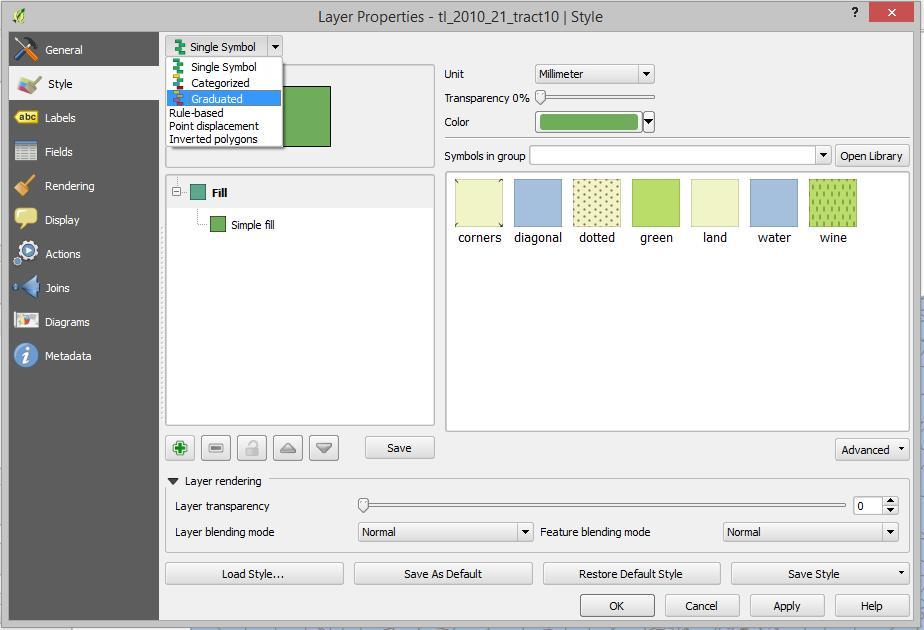 Layer Properties - tl_2010_21_tract10 | Style
?
General
Style
abc Labels
Fields
Rendering
Display
Actions
Joins
Diagrams
Metadata
Single Symbol
Single Symbol
Categorized
Graduated
Rule-based
Point displacement
Inverted polygons
Unit Millimeter
Transparency 0%
Color
Symbols in group Open Library
Fill
Simple fill
corners diagonal dotted green land water wine
Save
Advanced
Layer rendering
Layer transparency 0
Layer blending mode Normal Feature blending mode Normal
Load Style... Save As Default Restore Default Style Save Style
OK Cancel Apply Help